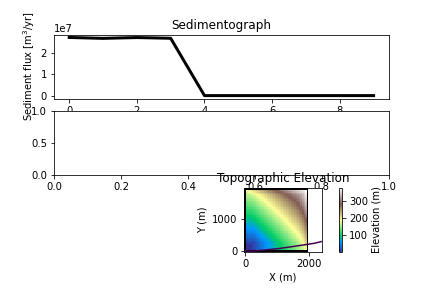 Sedimentograph
1e7
Sediment flux [m³/yr]
2
1
0
0 2 4 6 8
1.0
0.5
0.0
0.0 0.2 0.4 0.6 0.8 1.0
Topographic Elevation
Y (m)
1000
0
0 2000
X (m)
300
200
100
Elevation (m)